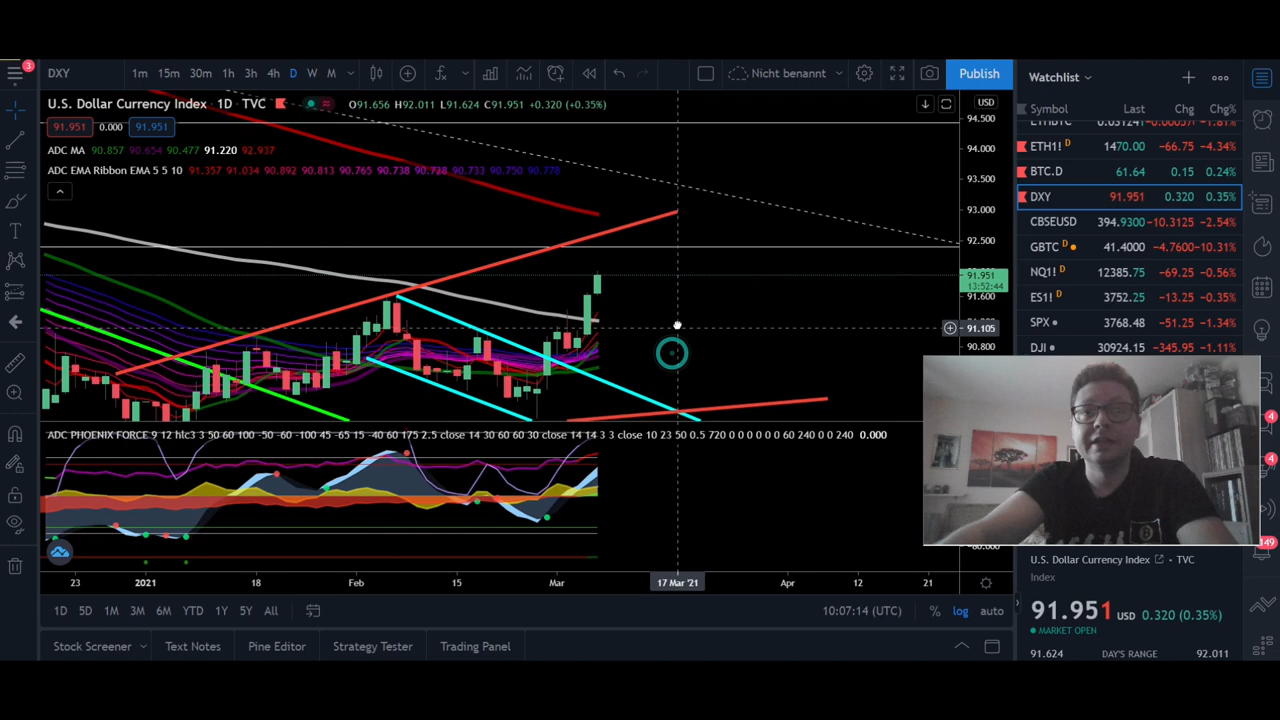 3
DXY
1m 15m 30m 1h 3h 4h D W M
Nicht benannt
Publish
Watchlist
U.S. Dollar Currency Index · 1D · TVC
O91.656 H92.011 L91.624 C91.951 +0.320 (+0.35%)
USD
Symbol Last Chg Chg%
91.951 0.000 91.951
ADC MA 90.857 90.654 90.477 91.220 92.937
ADC EMA Ribbon EMA 5 5 10 91.357 91.034 90.892 90.813 90.765 90.738 90.728 90.733 90.750 90.778
94.500
94.000
93.500
93.000
92.500
91.951
13:52:44
91.600
91.105
90.800
ETH1! D 1470.00 -66.75 -4.34%
BTC.D 61.64 0.15 0.24%
DXY 91.951 0.320 0.35%
CBSEUSD 394.9300 -10.3125 -2.54%
GBTC D 41.4000 -4.7600 -10.31%
NQ1! D 12385.75 -69.25 -0.56%
ES1! D 3752.25 -13.25 -0.35%
SPX 3768.48 -51.25 -1.34%
DJI 30924.15 -345.95 -1.11%
ADC PHOENIX FORCE 9 12 hlc3 3 50 60 100 -50 -60 -100 45 -65 15 -40 60 175 2.5 close 14 30 60 60 30 close 14 14 3 3 close 10 23 50 0.5 720 0 0 0 0 0 0 60 240 0 0 240 0.000
4
4
149
23 2021 18 Feb 15 Mar 17 Mar '21 Apr 12 21
1D 5D 1M 3M 6M YTD 1Y 5Y All
10:07:14 (UTC) % log auto
Stock Screener Text Notes Pine Editor Strategy Tester Trading Panel
U.S. Dollar Currency Index · TVC
Index
91.951 USD 0.320 (0.35%)
MARKET OPEN
91.624 DAY'S RANGE 92.011